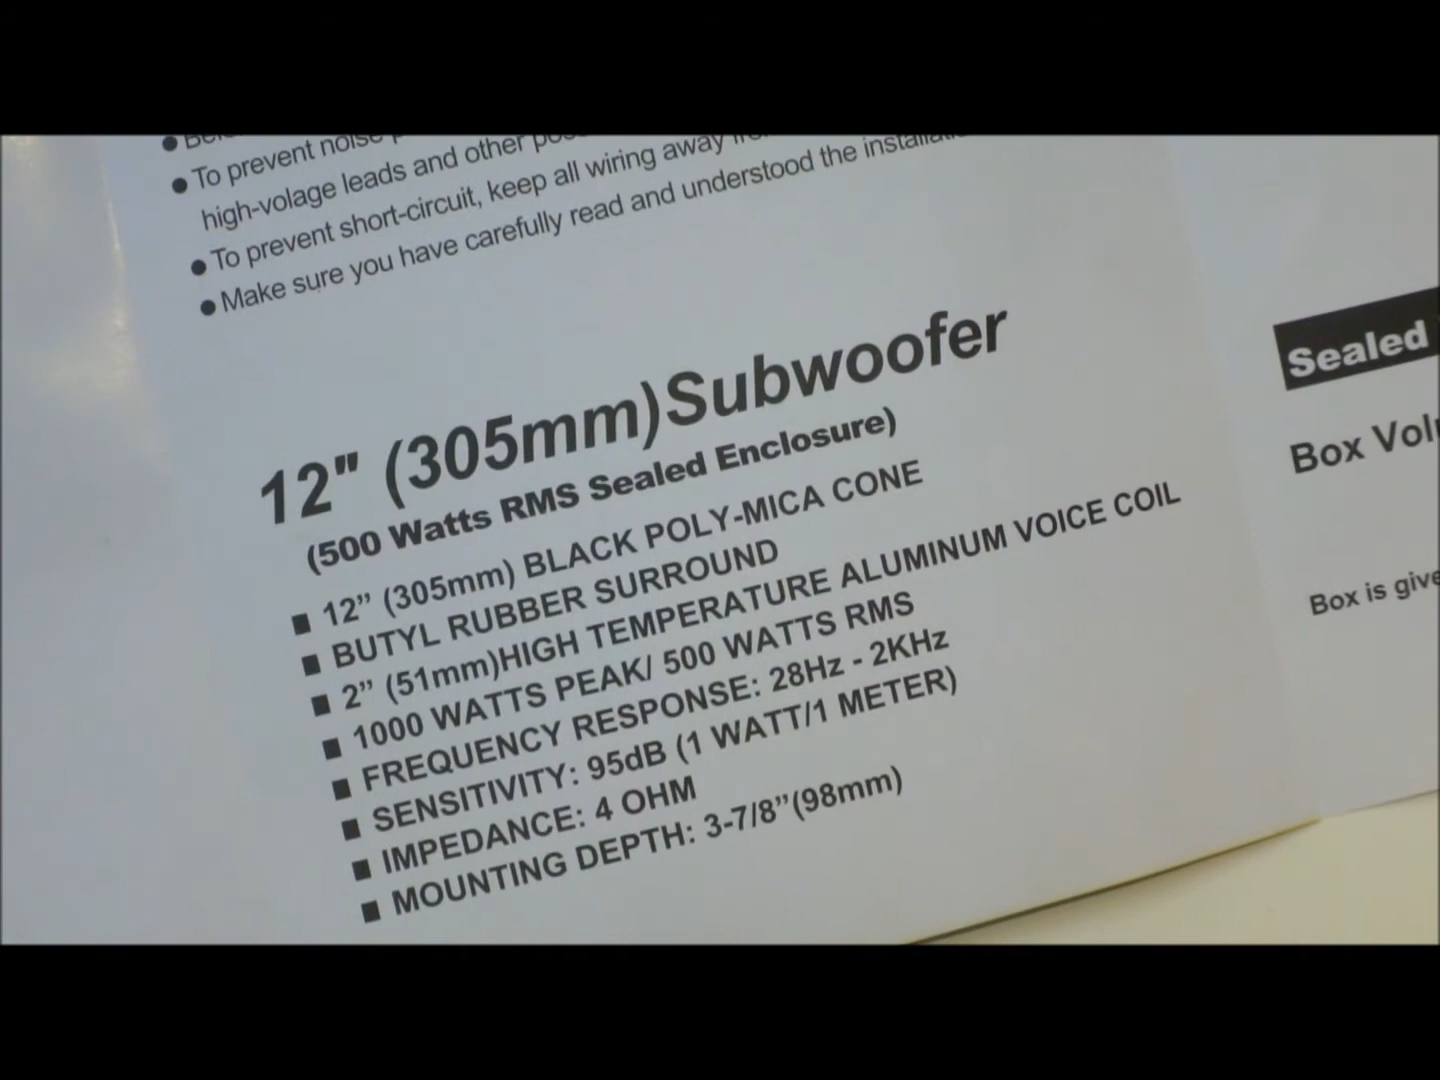 To prevent noise
high-volage leads and other
To prevent short-circuit, keep all wiring away
Make sure you have carefully read and understood the
12" (305mm)Subwoofer
(500 Watts RMS Sealed Enclosure)
■ 12” (305mm) BLACK POLY-MICA CONE
■ BUTYL RUBBER SURROUND
■ 2” (51mm)HIGH TEMPERATURE ALUMINUM VOICE COIL
■ 1000 WATTS PEAK/ 500 WATTS RMS
■ FREQUENCY RESPONSE: 28Hz - 2KHz
■ SENSITIVITY: 95dB (1 WATT/1 METER)
■ IMPEDANCE: 4 OHM
■ MOUNTING DEPTH: 3-7/8”(98mm)
Sealed
Box
Box is